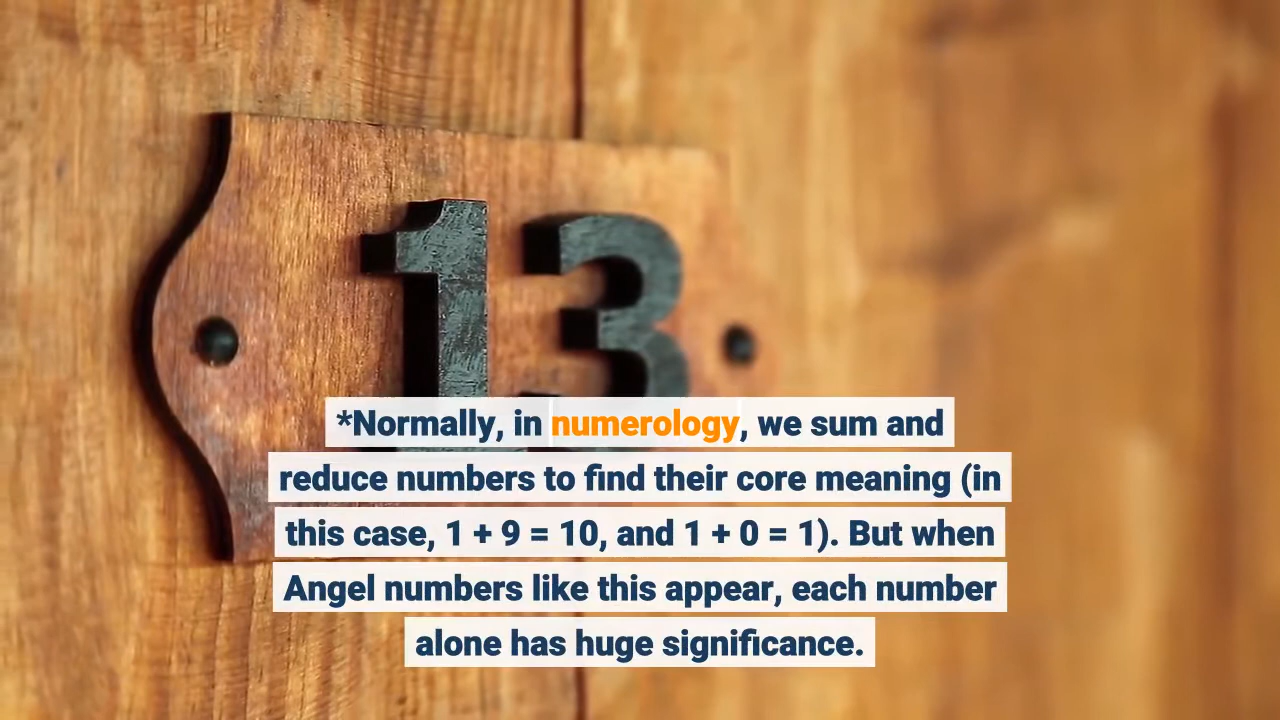 13
*Normally, in numerology, we sum and
reduce numbers to find their core meaning (in
this case, 1 + 9 = 10, and 1 + 0 = 1). But when
Angel numbers like this appear, each number
alone has huge significance.